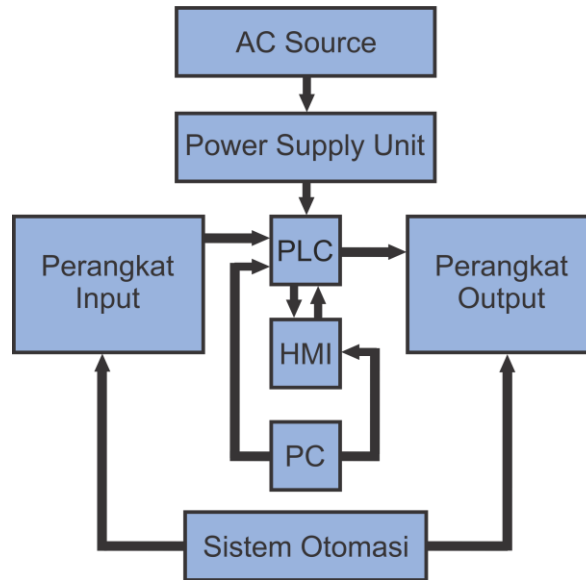 AC Source
Power Supply Unit
Perangkat
Input
PLC
Perangkat
Output
HMI
PC
Sistem Otomasi